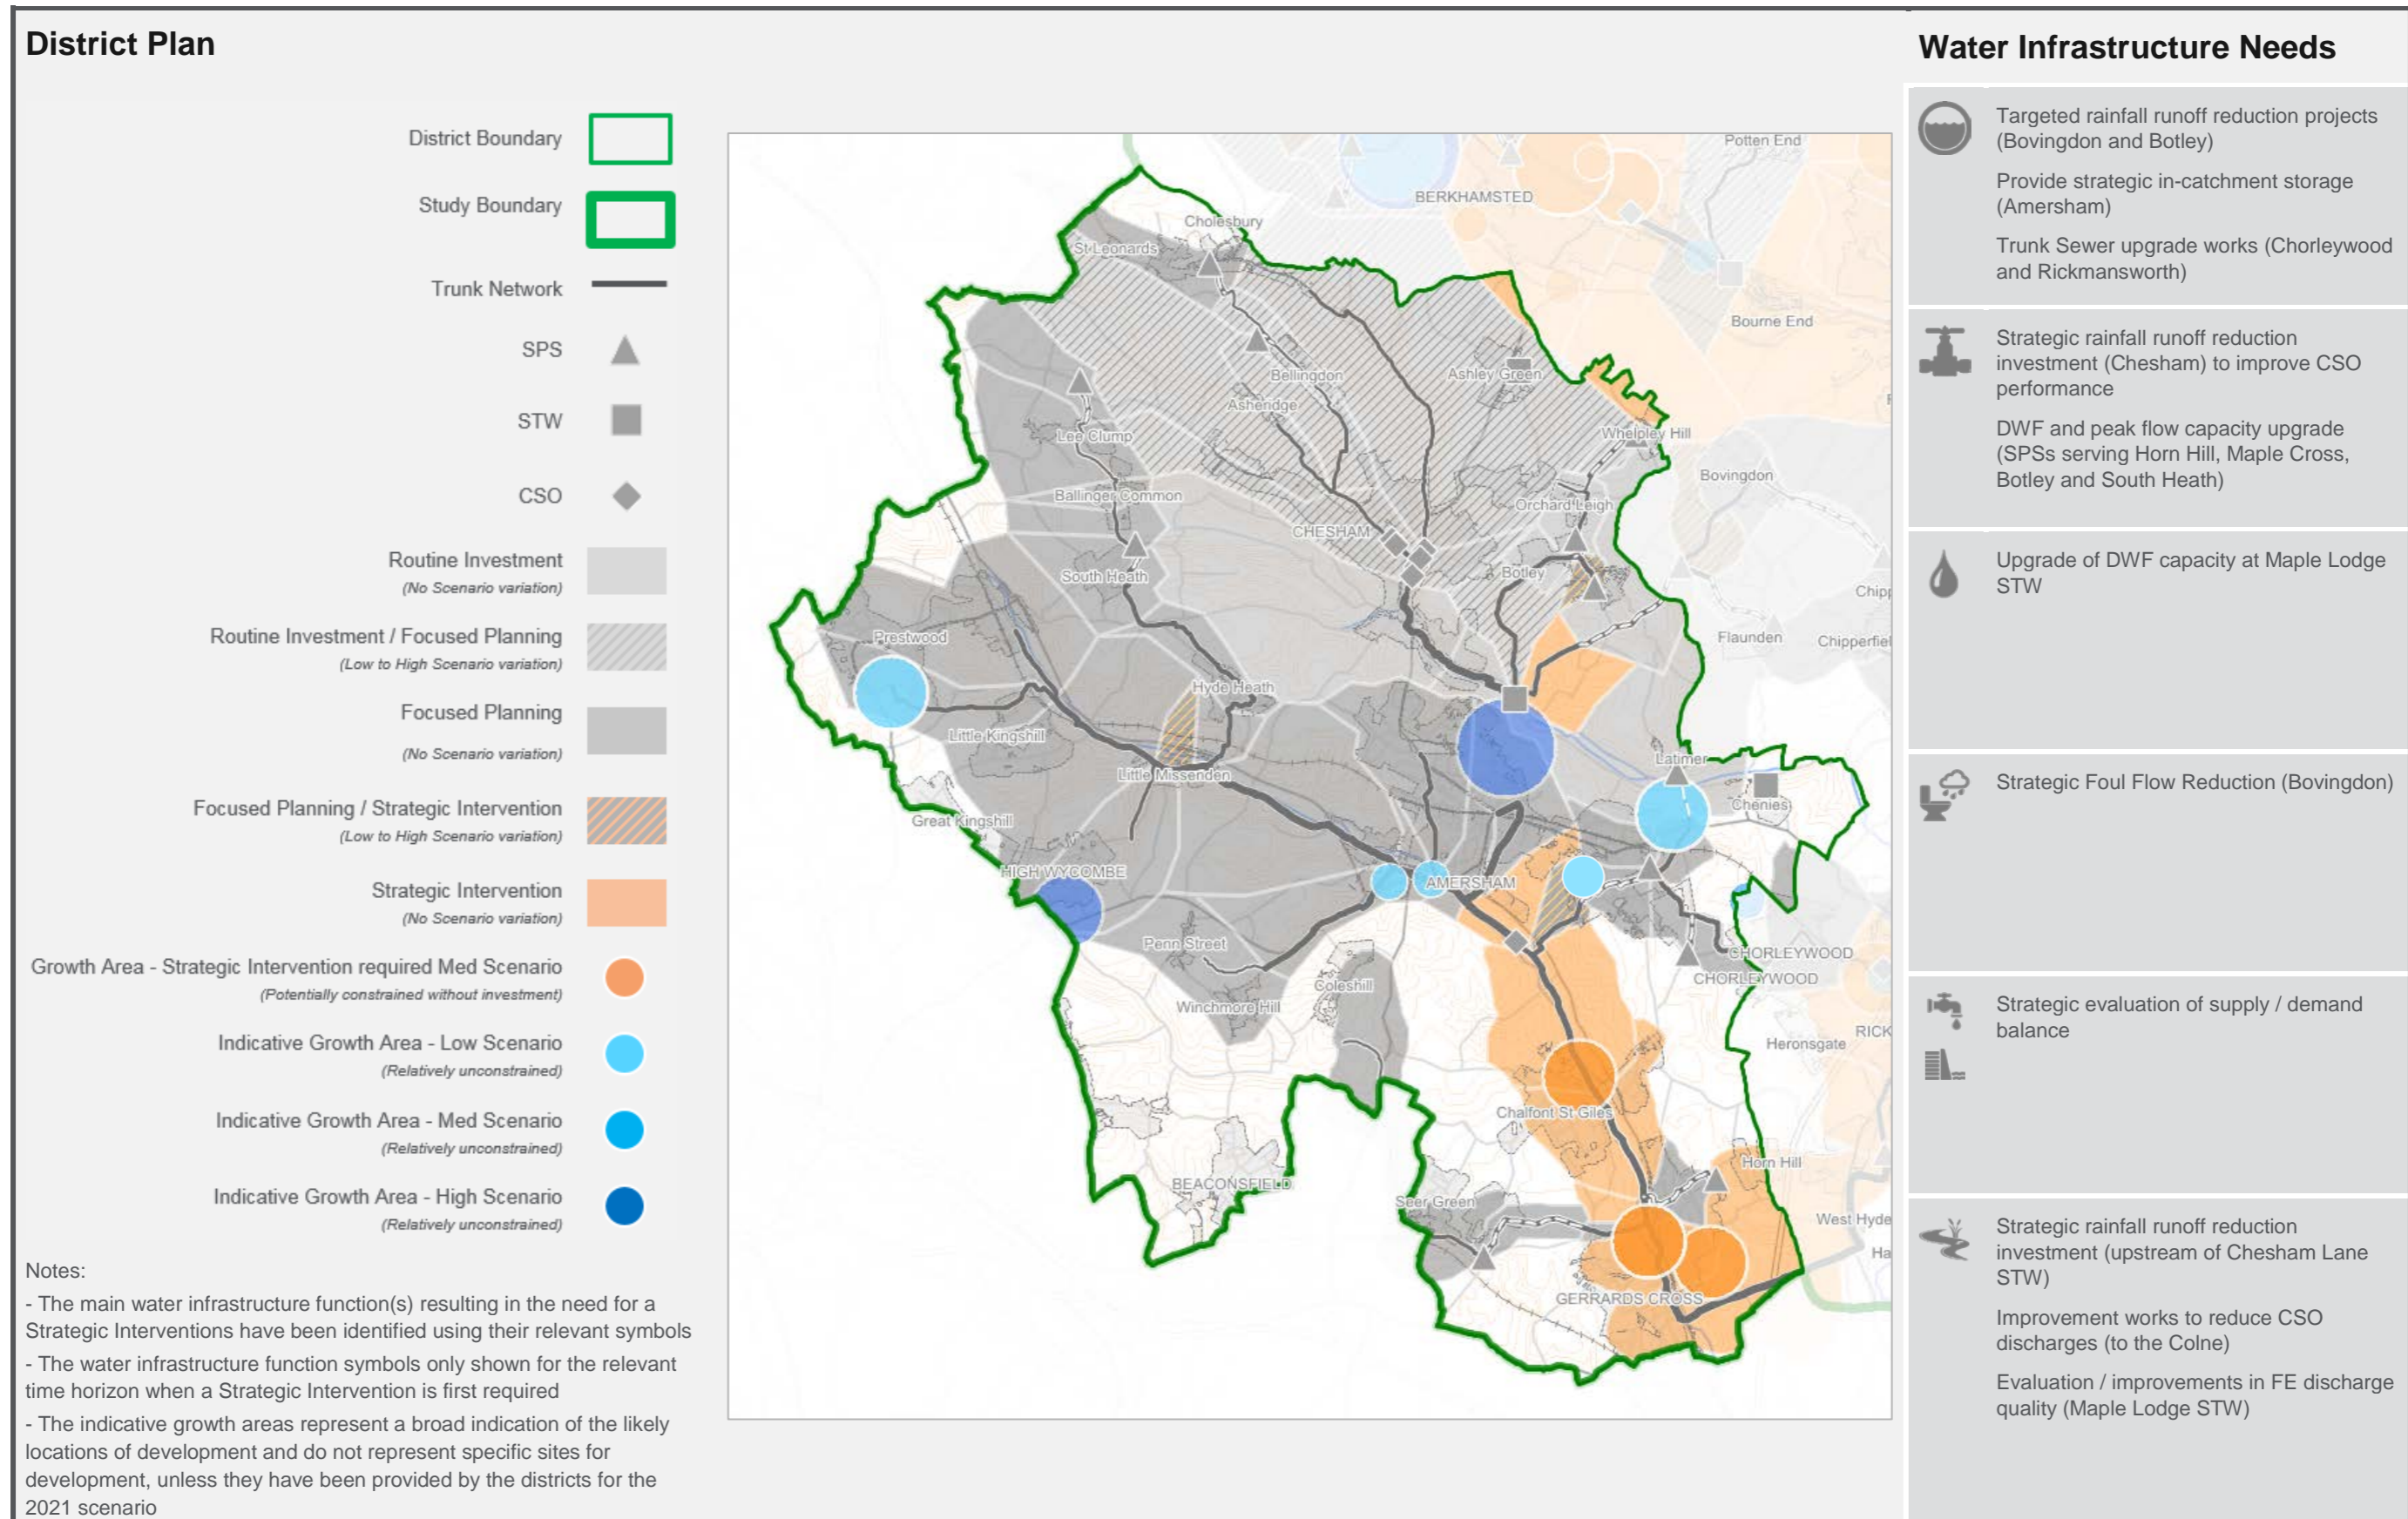 District Plan
District Boundary
Study Boundary
Trunk Network
SPS
STW
CSO
Routine Investment
(No Scenario variation)
Routine Investment / Focused Planning
(Low to High Scenario variation)
Focused Planning
(No Scenario variation)
Focused Planning / Strategic Intervention
(Low to High Scenario variation)
Strategic Intervention
(No Scenario variation)
Growth Area - Strategic Intervention required Med Scenario
(Potentially constrained without investment)
Indicative Growth Area - Low Scenario
(Relatively unconstrained)
Indicative Growth Area - Med Scenario
(Relatively unconstrained)
Indicative Growth Area - High Scenario
(Relatively unconstrained)
Notes:
- The main water infrastructure function(s) resulting in the need for a
Strategic Interventions have been identified using their relevant symbols
- The water infrastructure function symbols only shown for the relevant
time horizon when a Strategic Intervention is first required
- The indicative growth areas represent a broad indication of the likely
locations of development and do not represent specific sites for
development, unless they have been provided by the districts for the
2021 scenario
Potten End
BERKHAMSTED
Cholesbury
St Leonards
Bourne End
Bellingdon
Ashley Green
Asheridge
Whelpley Hill
Lee Clump
Bovingdon
Ballinger Common
Orchard Leigh
CHESHAM
South Heath
Botley
Chipp
Prestwood
Flaunden
Chipperfiel
Hyde Heath
Little Kingshill
Latimer
Little Missenden
Chenies
Great Kingshill
HIGH WYCOMBE
AMERSHAM
Penn Street
CHORLEYWOOD
CHORLEYWOOD
Coleshill
Winchmore Hill
RICK
Heronsgate
Chalfont St Giles
Horn Hill
BEACONSFIELD
Seer Green
West Hyde
Ha
GERRARDS CROSS
Water Infrastructure Needs
Targeted rainfall runoff reduction projects
(Bovingdon and Botley)
Provide strategic in-catchment storage
(Amersham)
Trunk Sewer upgrade works (Chorleywood
and Rickmansworth)
Strategic rainfall runoff reduction
investment (Chesham) to improve CSO
performance
DWF and peak flow capacity upgrade
(SPSs serving Horn Hill, Maple Cross,
Botley and South Heath)
Upgrade of DWF capacity at Maple Lodge
STW
Strategic Foul Flow Reduction (Bovingdon)
Strategic evaluation of supply / demand
balance
Strategic rainfall runoff reduction
investment (upstream of Chesham Lane
STW)
Improvement works to reduce CSO
discharges (to the Colne)
Evaluation / improvements in FE discharge
quality (Maple Lodge STW)